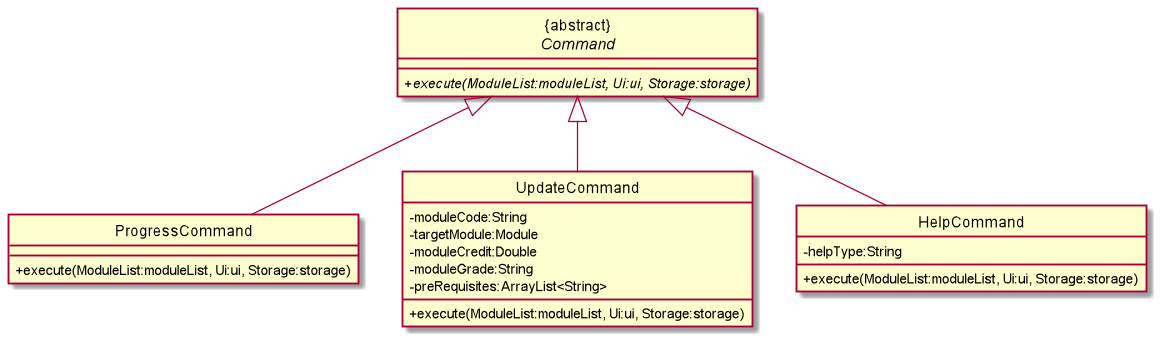 {abstract}
Command
+execute(ModuleList:moduleList, Ui:ui, Storage:storage)
ProgressCommand
+execute(ModuleList:moduleList, Ui:ui, Storage:storage)
UpdateCommand
-moduleCode:String
-targetModule:Module
-moduleCredit:Double
-moduleGrade:String
-preRequisites:ArrayList<String>
+execute(ModuleList:moduleList, Ui:ui, Storage:storage)
HelpCommand
-helpType:String
+execute(ModuleList:moduleList, Ui:ui, Storage:storage)